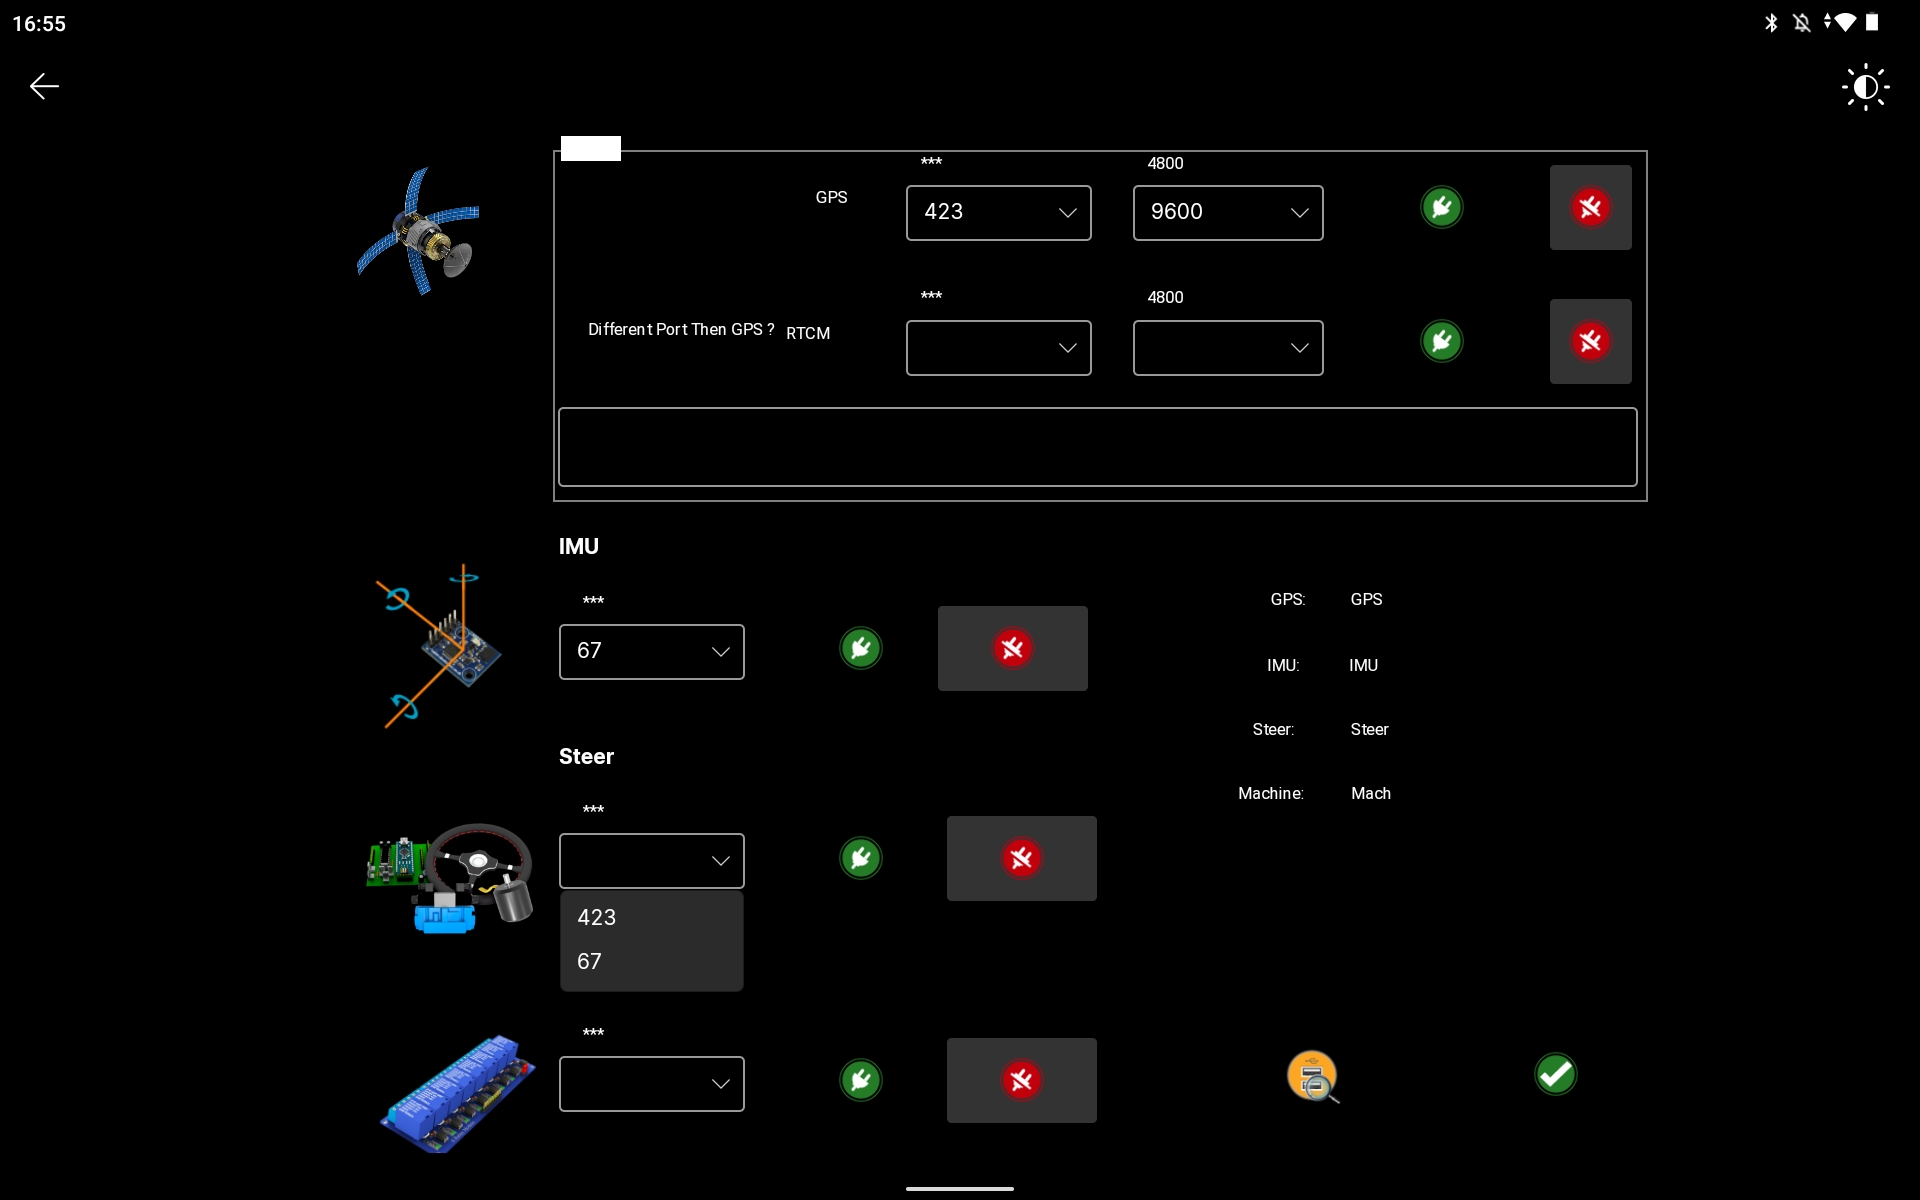 16:55
*** 4800
GPS 423 9600
*** 4800
Different Port Then GPS ? RTCM
IMU
***
67
GPS: GPS
IMU: IMU
Steer: Steer
Machine: Mach
Steer
***
423
67
***